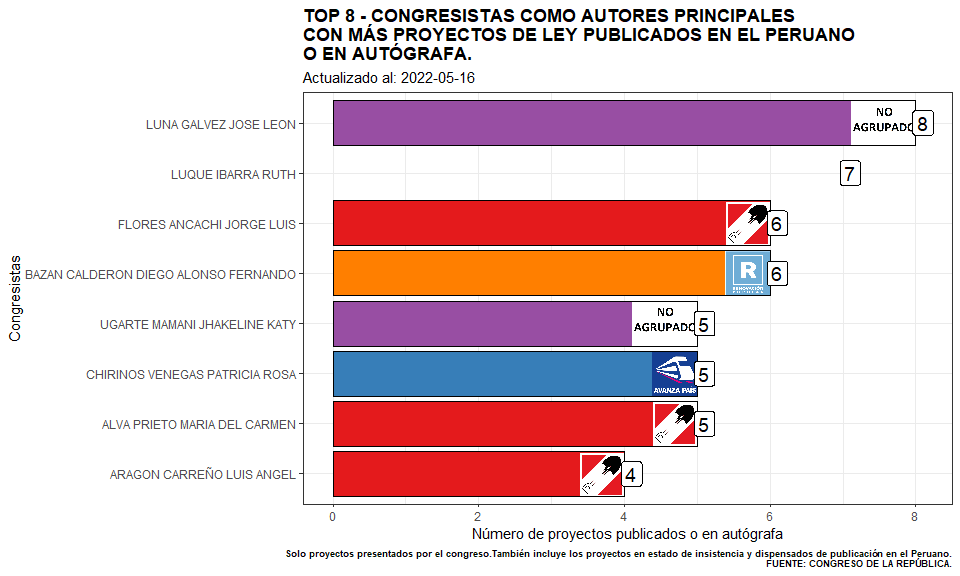 TOP 8 - CONGRESISTAS COMO AUTORES PRINCIPALES
CON MÁS PROYECTOS DE LEY PUBLICADOS EN EL PERUANO
O EN AUTÓGRAFA.
Actualizado al: 2022-05-16
Congresistas
LUNA GALVEZ JOSE LEON
NO
AGRUPADO
8
LUQUE IBARRA RUTH
7
FLORES ANCACHI JORGE LUIS
6
BAZAN CALDERON DIEGO ALONSO FERNANDO
R
RENOVACIÓN
POPULAR
6
UGARTE MAMANI JHAKELINE KATY
NO
AGRUPADO
5
CHIRINOS VENEGAS PATRICIA ROSA
AVANZA PAIS
5
ALVA PRIETO MARIA DEL CARMEN
5
ARAGON CARREÑO LUIS ANGEL
4
0 2 4 6 8
Número de proyectos publicados o en autógrafa
Solo proyectos presentados por el congreso.También incluye los proyectos en estado de insistencia y dispensados de publicación en el Peruano.
FUENTE: CONGRESO DE LA REPÚBLICA.